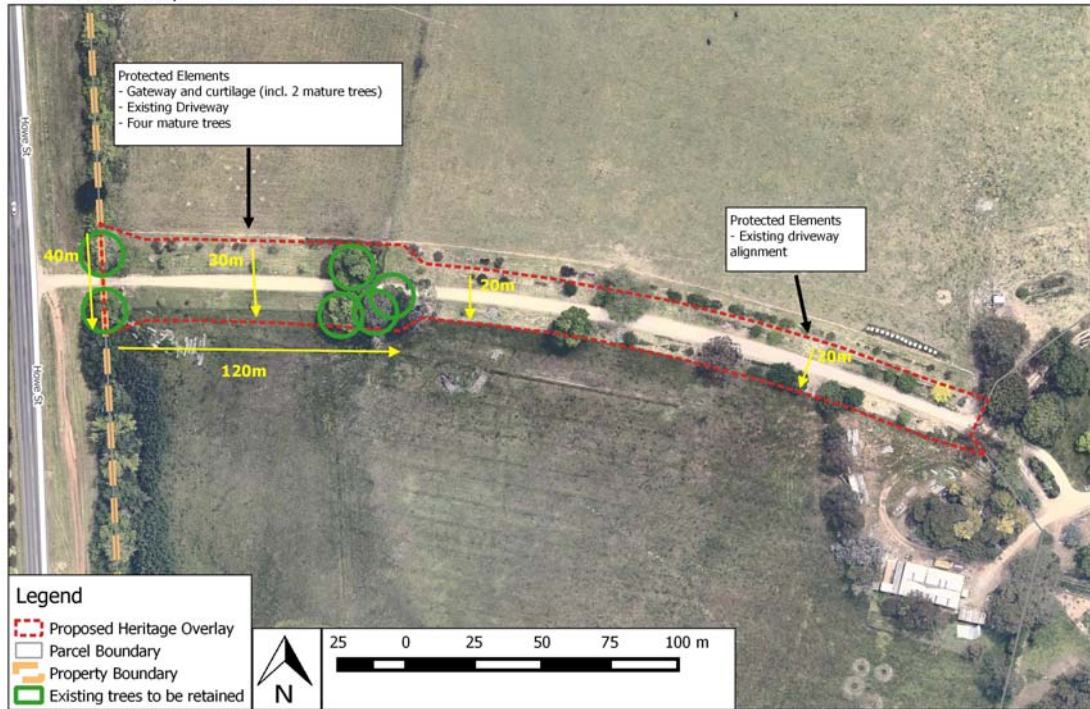 Protected Elements
- Gateway and curtilage (incl. 2 mature trees)
- Existing Driveway
- Four mature trees
Howe St
Protected Elements
- Existing driveway
alignment
40m
30m
20m
20m
120m
Howe St
Legend
Proposed Heritage Overlay
Parcel Boundary
Property Boundary
Existing trees to be retained
N
25 0 25 50 75 100 m